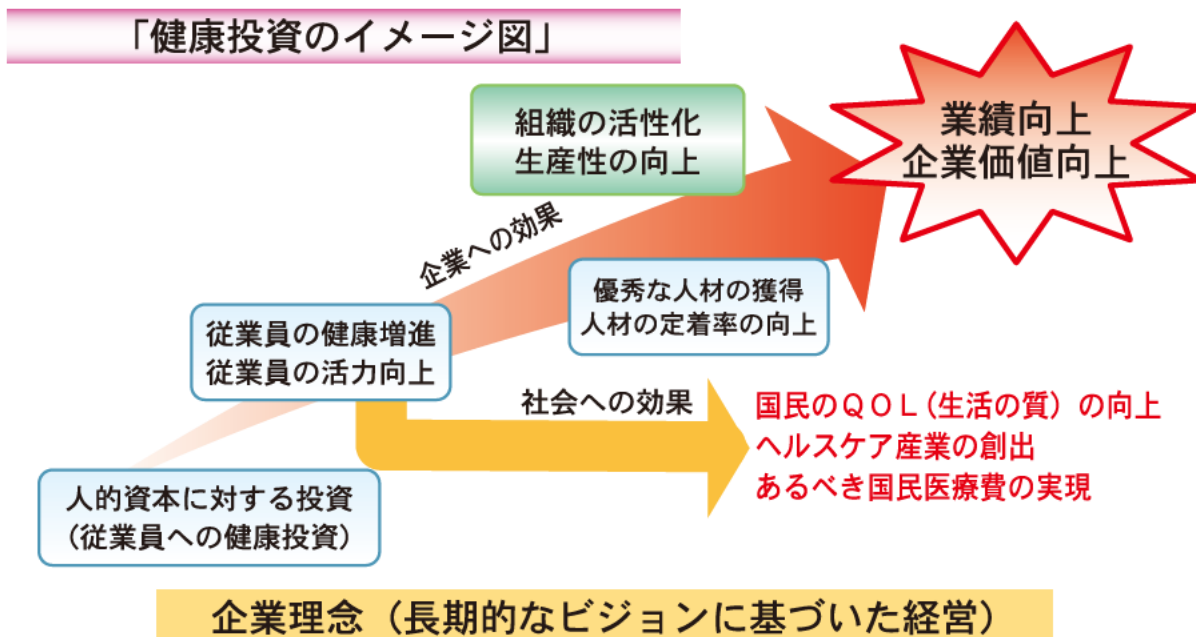 「健康投資のイメージ図」
業績向上
企業価値向上
組織の活性化
生産性の向上
企業への効果
優秀な人材の獲得
人材の定着率の向上
従業員の健康増進
従業員の活力向上
社会への効果
国民のQOL(生活の質)の向上
ヘルスケア産業の創出
あるべき国民医療費の実現
人的資本に対する投資
(従業員への健康投資)
企業理念(長期的なビジョンに基づいた経営)